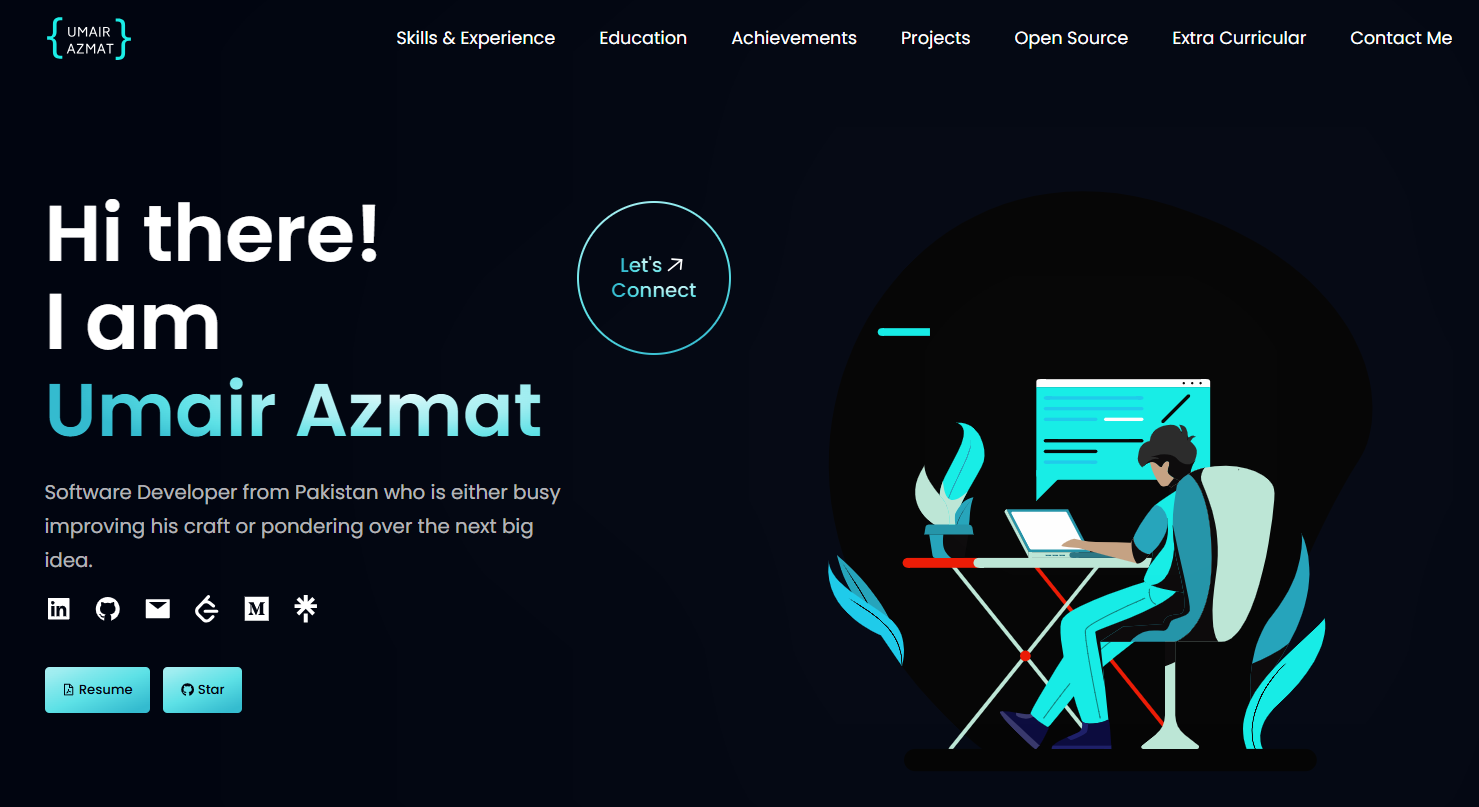 UMAIR
AZMAT
Skills & Experience Education Achievements Projects Open Source Extra Curricular Contact Me
Hi there!
I am
Umair Azmat
Let's
Connect
Software Developer from Pakistan who is either busy
improving his craft or pondering over the next big
idea.
in M
Resume Star